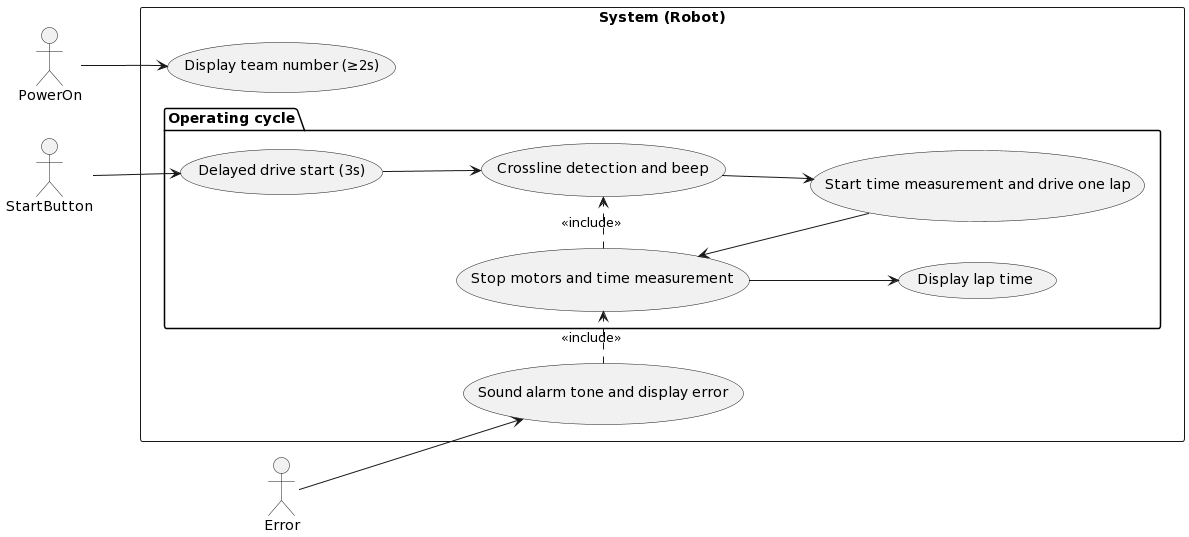 System (Robot)
PowerOn
Display team number (≥2s)
Operating cycle
StartButton
Delayed drive start (3s)
Crossline detection and beep
Start time measurement and drive one lap
«include»
Stop motors and time measurement
Display lap time
«include»
Sound alarm tone and display error
Error